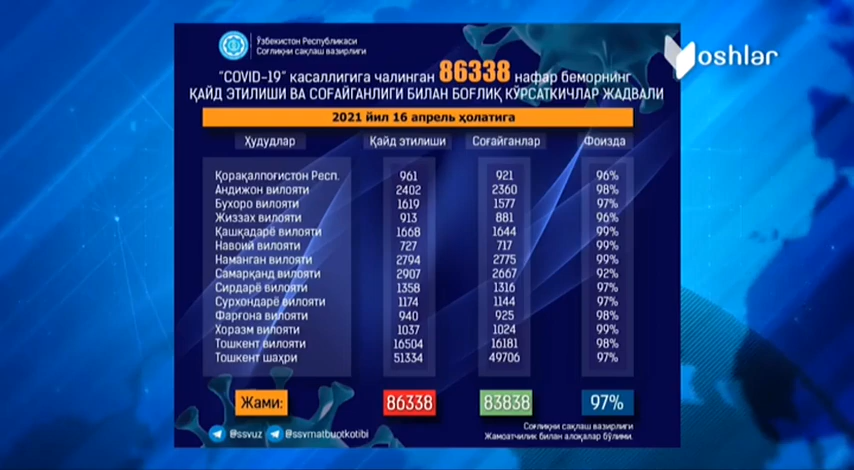 Ўзбекистон Республикаси
Соғлиқни сақлаш вазирлиги
oshlar
"COVID-19" касаллигига чалинган 86338 нафар беморнинг
ҚАЙД ЭТИЛИШИ ВА СОҒАЙГАНЛИГИ БИЛАН БОҒЛИҚ КЎРСАТКИЧЛАР ЖАДВАЛИ
2021 йил 16 апрель ҳолатига
Ҳудудлар Қайд этилиши Соғайганлар Фоизда
Қорақалпоғистон Респ. 961 921 96%
Андижон вилояти 2402 2360 98%
Бухоро вилояти 1619 1577 97%
Жиззах вилояти 913 881 96%
Қашқадарё вилояти 1668 1644 99%
Навоий вилояти 727 717 99%
Наманган вилояти 2794 2775 99%
Самарқанд вилояти 2907 2667 92%
Сирдарё вилояти 1358 1316 97%
Сурхондарё вилояти 1174 1144 97%
Фарғона вилояти 940 925 98%
Хоразм вилояти 1037 1024 99%
Тошкент вилояти 16504 16181 98%
Тошкент шаҳри 51334 49706 97%
Жами: 86338 83838 97%
@ssvuz @ssvmatbuotkotibi
Соғлиқни сақлаш вазирлиги
Жамоатчилик билан алоқалар бўлими.